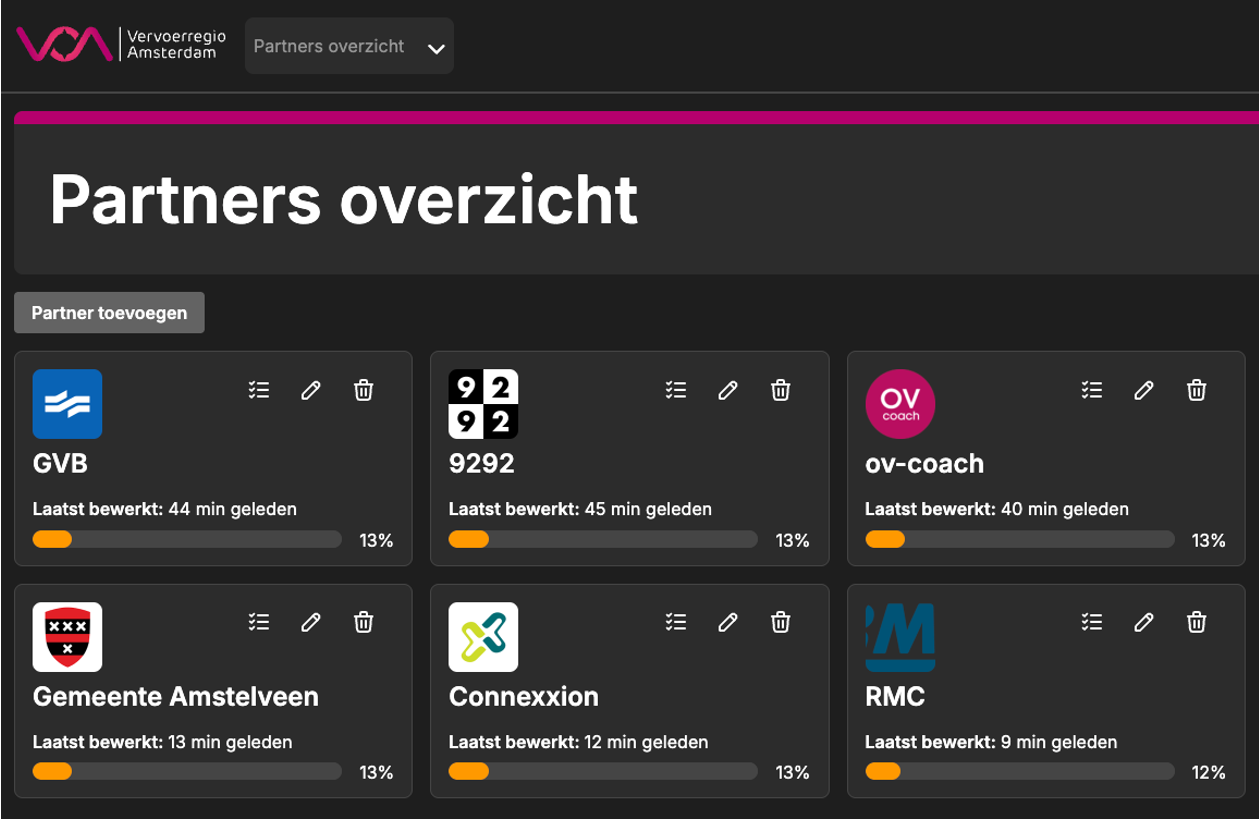 Vervoerregio
Amsterdam
Partners overzicht
Partners overzicht
Partner toevoegen
GVB
Laatst bewerkt: 44 min geleden
13%
9 2
9 2
9292
Laatst bewerkt: 45 min geleden
13%
OV
coach
ov-coach
Laatst bewerkt: 40 min geleden
13%
Gemeente Amstelveen
Laatst bewerkt: 13 min geleden
13%
Connexxion
Laatst bewerkt: 12 min geleden
13%
RMC
Laatst bewerkt: 9 min geleden
12%